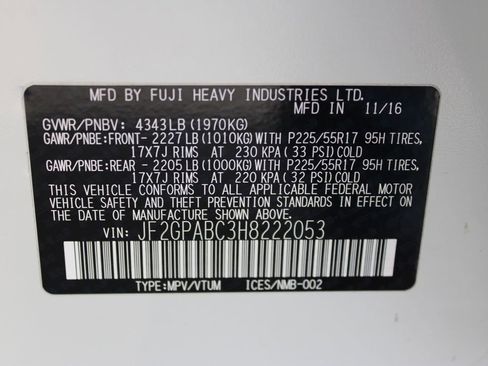 MFD BY FUJI HEAVY INDUSTRIES LTD.
MADE IN 11/16
GVWR/PNBV: 4343LB (1970KG)
GAWR/PNBE:FRONT- 2227LB (1010KG)WITH P225/55R17 95H TIRES,
17X7J RIMS AT 230 KPA (33 PSI)COLD
GAWR/PNBE:REAR - 2205LB (1000KG)WITH P225/55R17 95H TIRES,
17X7J RIMS AT 220 KPA (32 PSI)COLD
THIS VEHICLE CONFORMS TO ALL APPLICABLE FEDERAL MOTOR
VEHICLE SAFETY AND THEFT PREVENTION STANDARDS IN
EFFECT ON THE DATE OF MANUFACTURE SHOWN ABOVE.
VIN: JF2GPABC3H8222053
TYPE:MPV/VTUM ICES/NMB-002